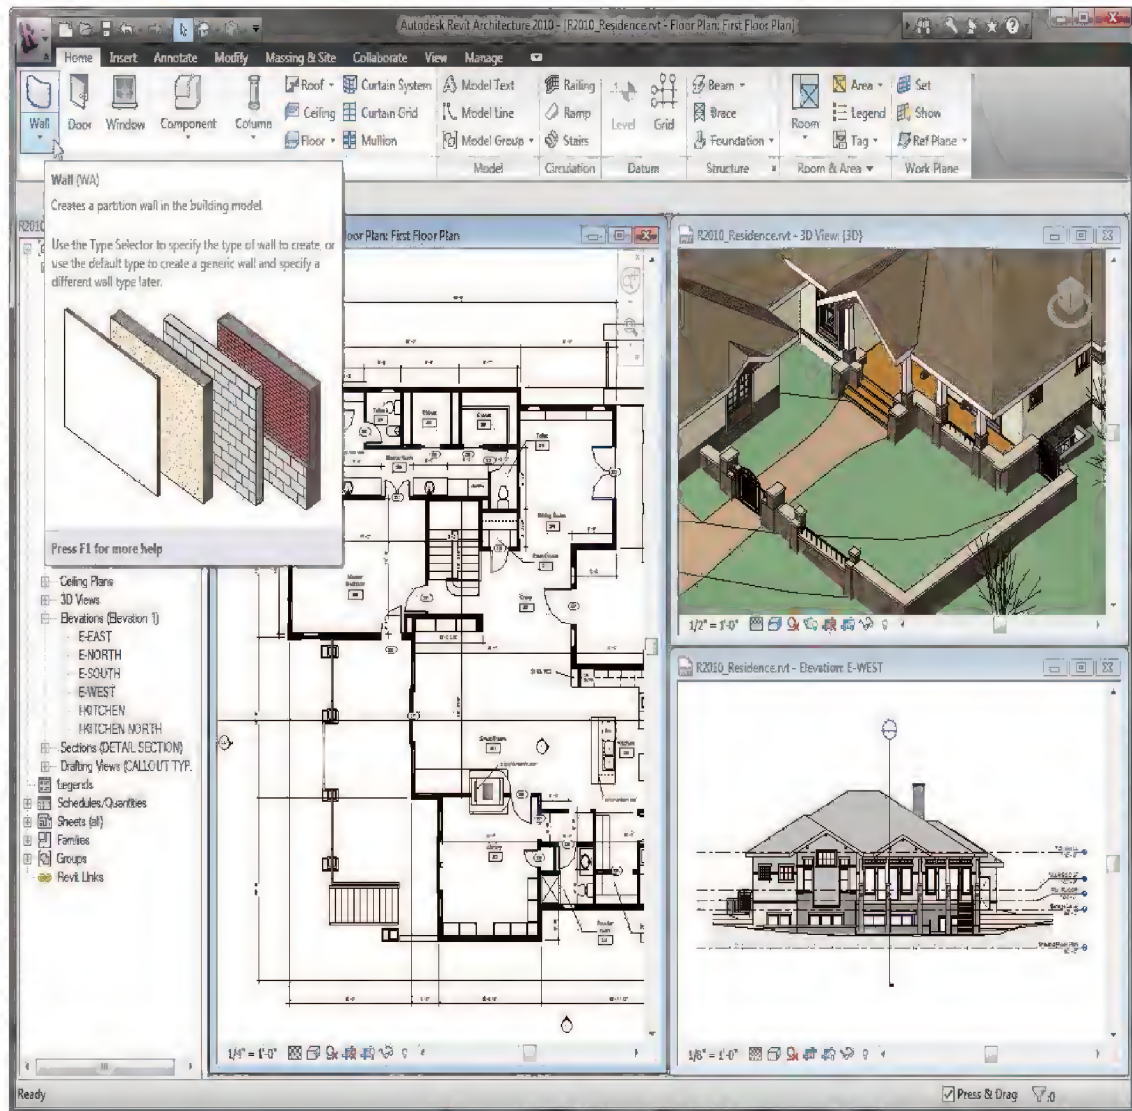 Autodesk Revit Architecture 2010 - [R2010_Residence.rvt - Floor Plan: First Floor Plan]
Home Insert Annotate Modify Massing & Site Collaborate View Manage
Wall Door Window Component Column
Roof Curtain System
Ceiling Curtain Grid
Floor Mullion
Model Text
Model Line
Model Group
Model
Railing
Ramp
Stairs
Circulation
Level Grid
Datum
Beam
Brace
Foundation
Structure
Room
Area
Legend
Tag
Room & Area
Set
Show
Ref Plane
Work Plane
Wall (WA)
Creates a partition wall in the building model.
Use the Type Selector to specify the type of wall to create, or
use the default type to create a generic wall and specify a
different wall type later.
Press F1 for more help
R2010
Ceiling Plans
3D Views
Elevations (Elevation 1)
E-EAST
E-NORTH
E-SOUTH
E-WEST
I-KITCHEN
I-KITCHEN-NORTH
Sections (DETAIL SECTION)
Drafting Views (CALLOUT TYP.
Legends
Schedules/Quantities
Sheets (all)
Families
Groups
Revit Links
loor Plan: First Floor Plan
1/4" = 1'-0"
R2010_Residence.rvt - 3D View: {3D}
1/2" = 1'-0"
R2010_Residence.rvt - Elevation: E-WEST
1/8" = 1'-0"
Ready
Press & Drag
:0